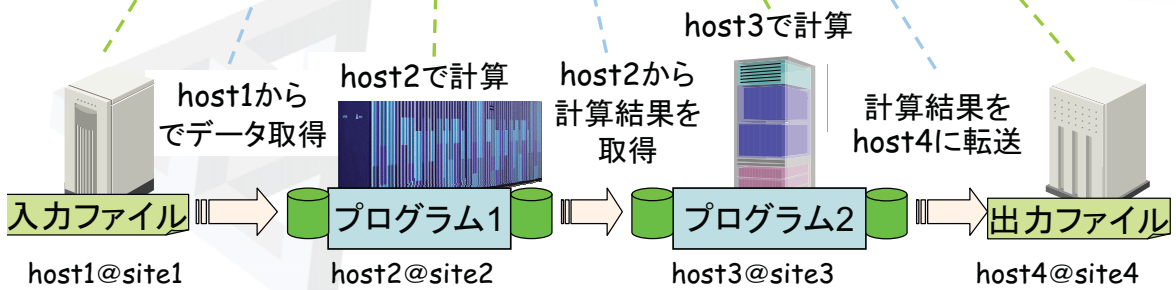 host1から
でデータ取得
host2で計算
host2から
計算結果を
取得
host3で計算
計算結果を
host4に転送
入力ファイル
プログラム1
プログラム2
出力ファイル
host1@site1
host2@site2
host3@site3
host4@site4